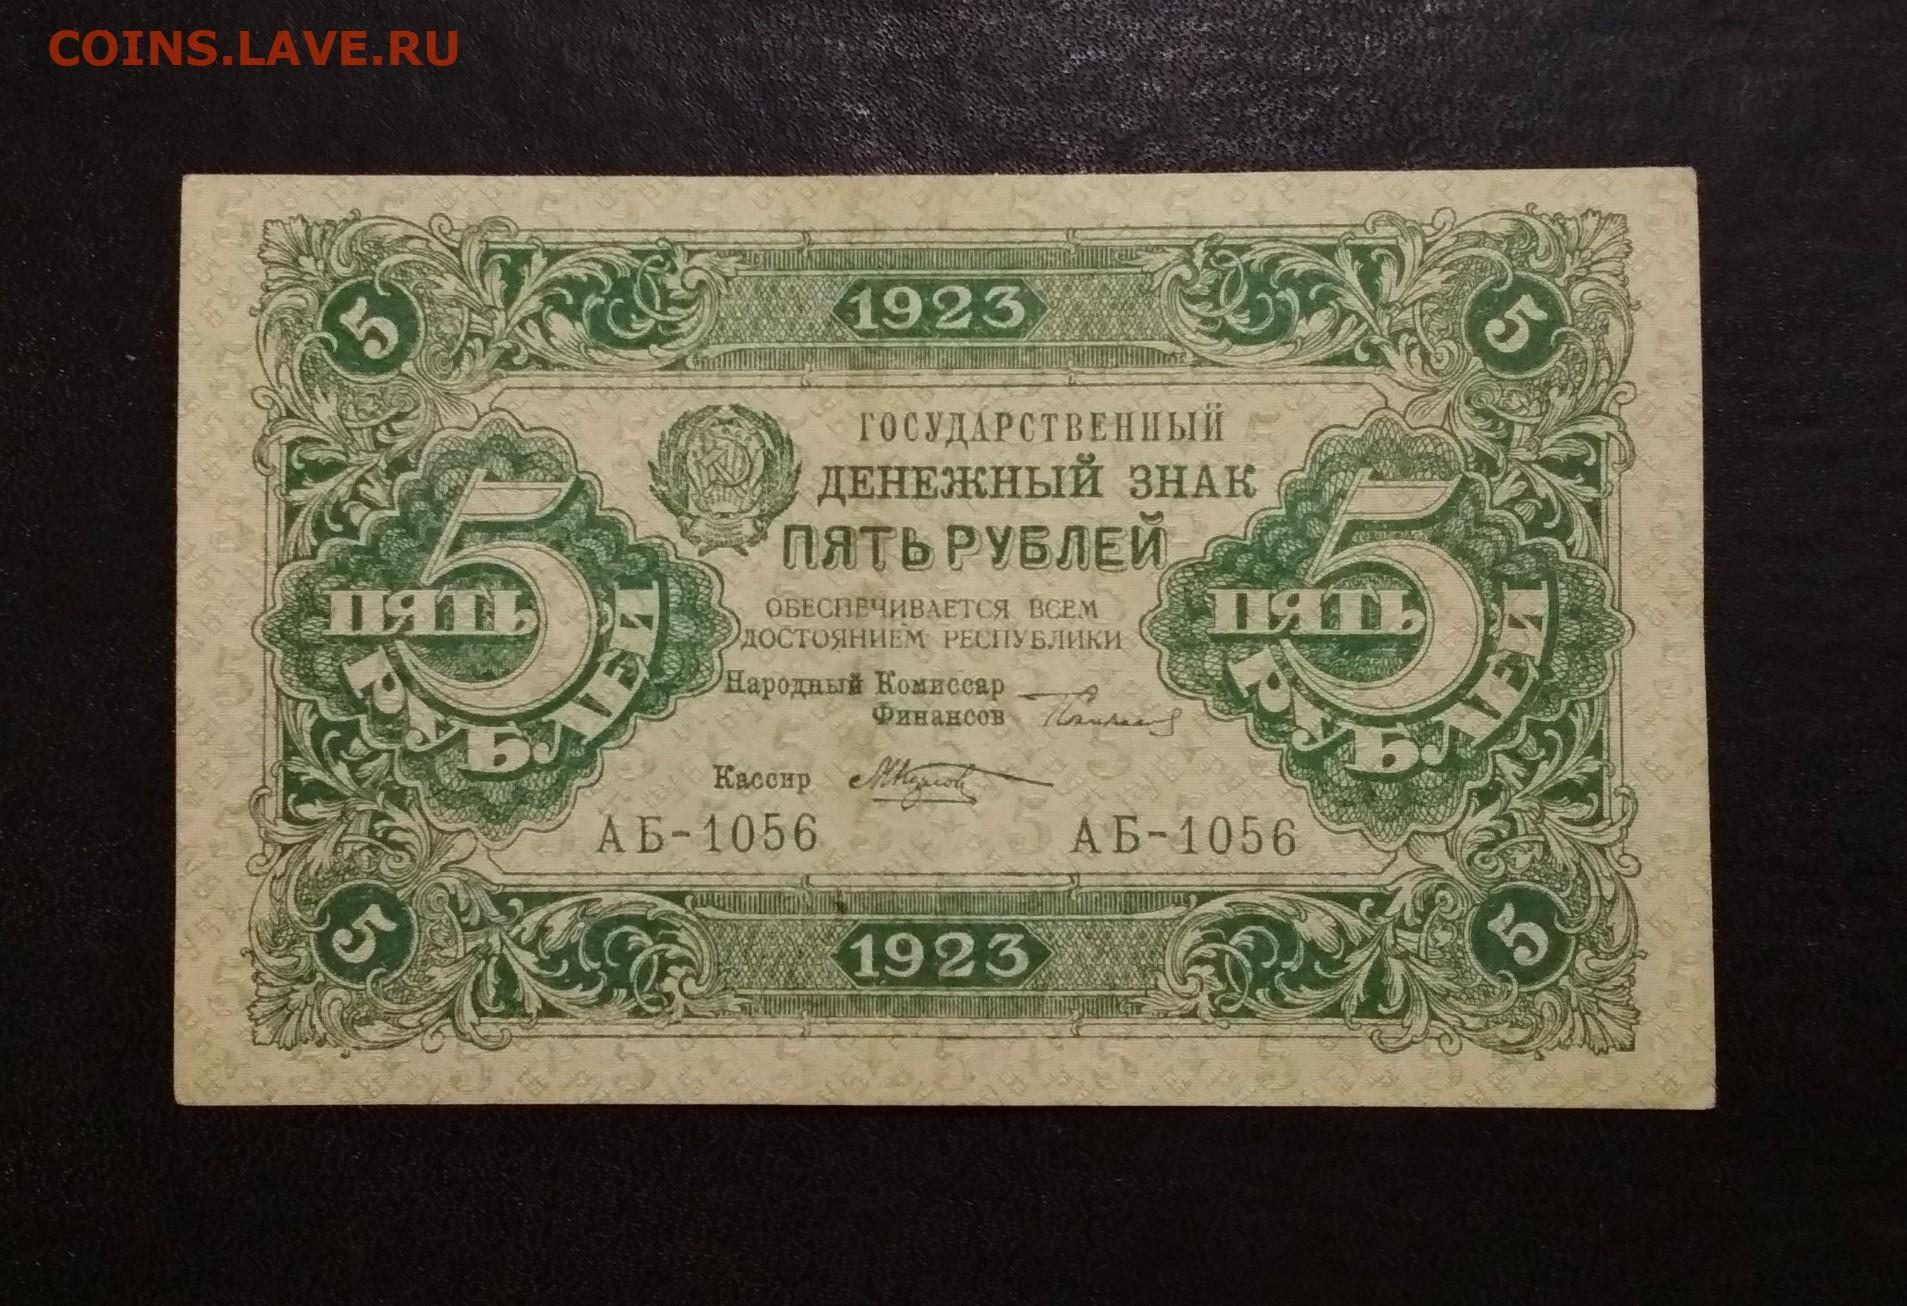 COINS.LAVE.RU
1923
5 5
ГОСУДАРСТВЕННЫЙ
ДЕНЕЖНЫЙ ЗНАК
ПЯТЬ РУБЛЕЙ
5 ПЯТЬ РУБЛЕЙ
5 ПЯТЬ РУБЛЕЙ
ОБЕСПЕЧИВАЕТСЯ ВСЕМ
ДОСТОЯНИЕМ РЕСПУБЛИКИ
Народный Комиссар
Финансов
Кассир
АБ-1056 АБ-1056
5 5
1923